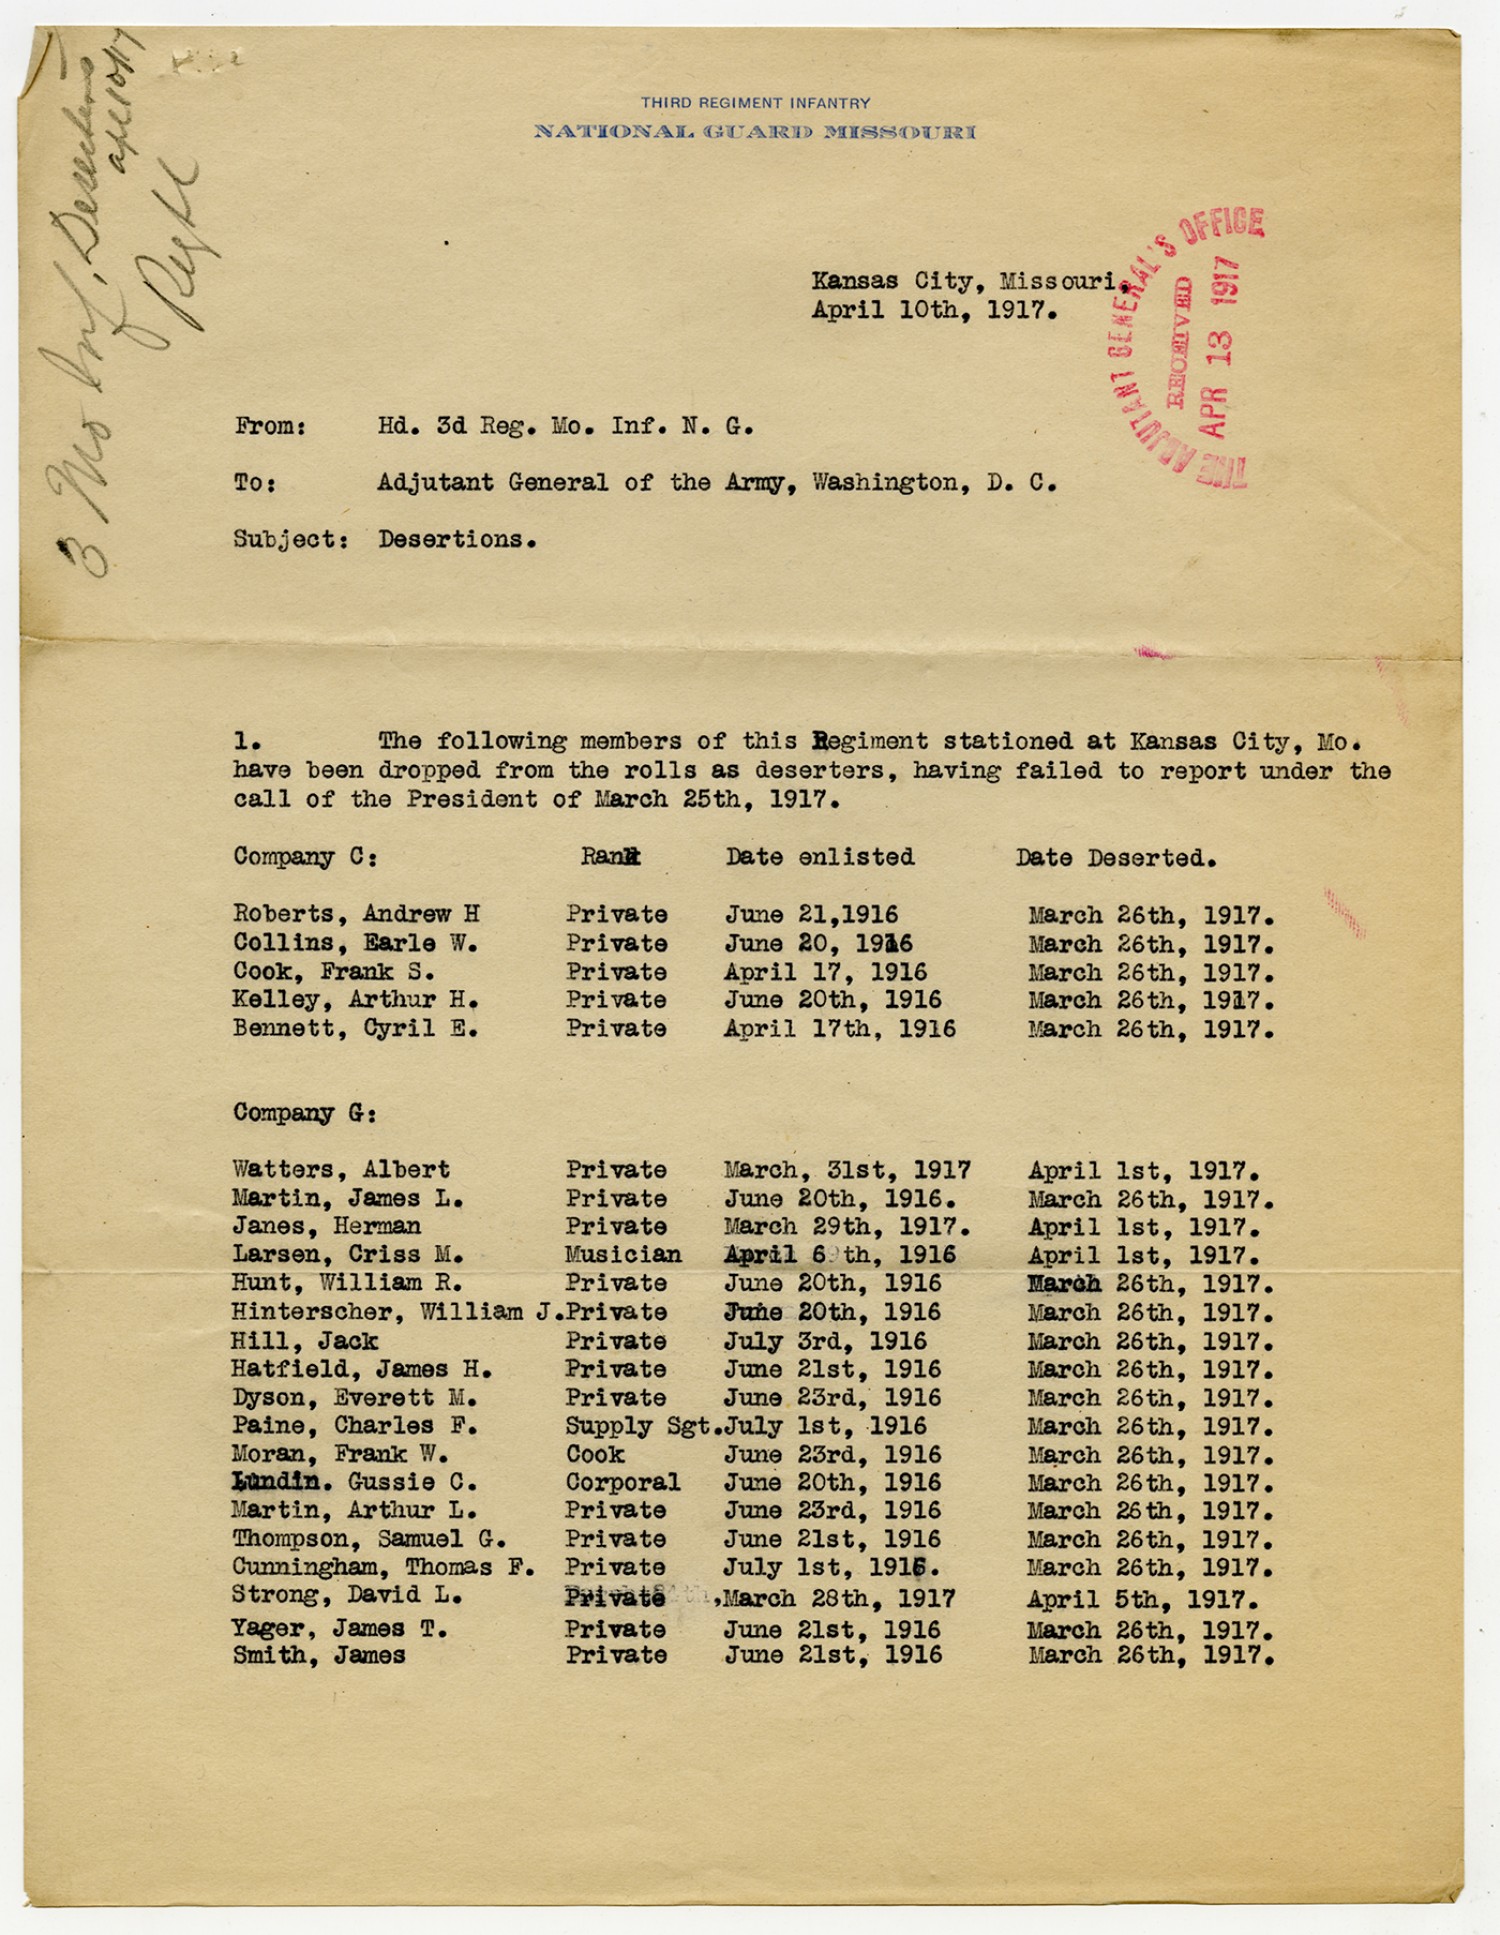 3 Mo Inf, Desertions
Apl 10/17
Regtl
THIRD REGIMENT INFANTRY
NATIONAL GUARD MISSOURI
THE ADJUTANT GENERAL'S OFFICE
RECEIVED
APR 13 1917
Kansas City, Missouri,
April 10th, 1917.
From: Hd. 3d Reg. Mo. Inf. N. G.
To: Adjutant General of the Army, Washington, D. C.
Subject: Desertions.
1. The following members of this Regiment stationed at Kansas City, Mo.
have been dropped from the rolls as deserters, having failed to report under the
call of the President of March 25th, 1917.
Company C: Rank Date enlisted Date Deserted.
Roberts, Andrew H Private June 21,1916 March 26th, 1917.
Collins, Earle W. Private June 20, 1916 March 26th, 1917.
Cook, Frank S. Private April 17, 1916 March 26th, 1917.
Kelley, Arthur H. Private June 20th, 1916 March 26th, 1917.
Bennett, Cyril E. Private April 17th, 1916 March 26th, 1917.
Company G:
Watters, Albert Private March, 31st, 1917 April 1st, 1917.
Martin, James L. Private June 20th, 1916. March 26th, 1917.
Janes, Herman Private March 29th, 1917. April 1st, 1917.
Larsen, Criss M. Musician April 6 th, 1916 April 1st, 1917.
Hunt, William R. Private June 20th, 1916 March 26th, 1917.
Hinterscher, William J.Private June 20th, 1916 March 26th, 1917.
Hill, Jack Private July 3rd, 1916 March 26th, 1917.
Hatfield, James H. Private June 21st, 1916 March 26th, 1917.
Dyson, Everett M. Private June 23rd, 1916 March 26th, 1917.
Paine, Charles F. Supply Sgt.July 1st, 1916 March 26th, 1917.
Moran, Frank W. Cook June 23rd, 1916 March 26th, 1917.
Lundin. Gussie C. Corporal June 20th, 1916 March 26th, 1917.
Martin, Arthur L. Private June 23rd, 1916 March 26th, 1917.
Thompson, Samuel G. Private June 21st, 1916 March 26th, 1917.
Cunningham, Thomas F. Private July 1st, 1916. March 26th, 1917.
Strong, David L. Private ,March 28th, 1917 April 5th, 1917.
Yager, James T. Private June 21st, 1916 March 26th, 1917.
Smith, James Private June 21st, 1916 March 26th, 1917.